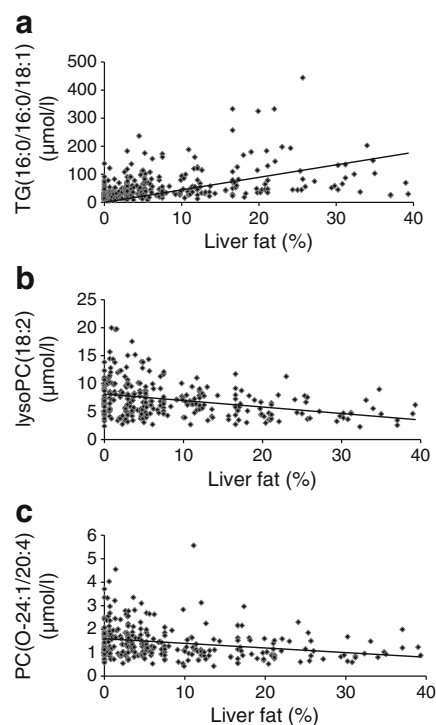 a
TG(16:0/16:0/18:1)
(μmol/l)
500
400
300
200
100
0
0 10 20 30 40
Liver fat (%)
b
lysoPC(18:2)
(μmol/l)
25
20
15
10
5
0
0 10 20 30 40
Liver fat (%)
c
PC(O-24:1/20:4)
(μmol/l)
6
5
4
3
2
1
0
0 10 20 30 40
Liver fat (%)